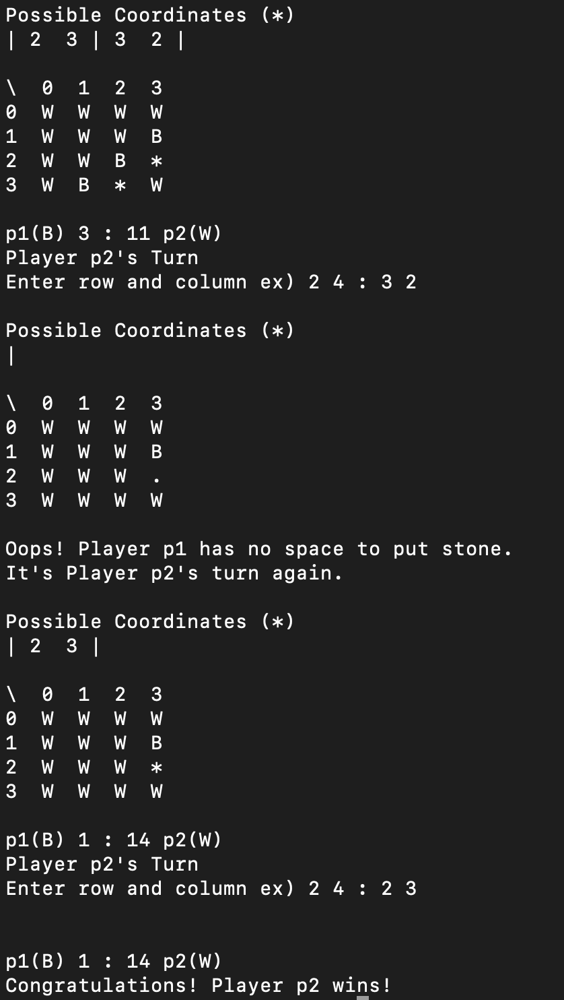 Possible Coordinates (*)
| 2  3 | 3  2 |
\  0  1  2  3
0  W  W  W  W
1  W  W  W  B
2  W  W  B  *
3  W  B  *  W
p1(B) 3 : 11 p2(W)
Player p2's Turn
Enter row and column ex) 2 4 : 3 2
Possible Coordinates (*)
|
\  0  1  2  3
0  W  W  W  W
1  W  W  W  B
2  W  W  W  .
3  W  W  W  W
Oops! Player p1 has no space to put stone.
It's Player p2's turn again.
Possible Coordinates (*)
| 2  3 |
\  0  1  2  3
0  W  W  W  W
1  W  W  W  B
2  W  W  W  *
3  W  W  W  W
p1(B) 1 : 14 p2(W)
Player p2's Turn
Enter row and column ex) 2 4 : 2 3
p1(B) 1 : 14 p2(W)
Congratulations! Player p2 wins!